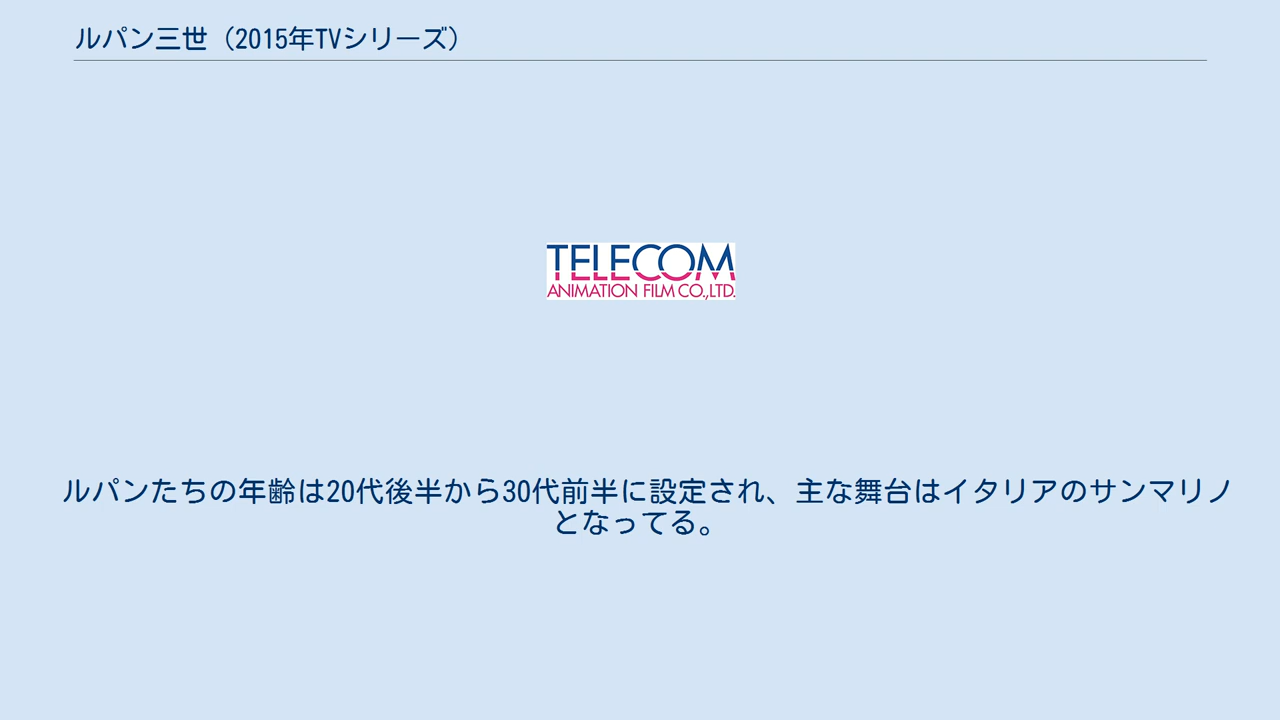 ルパン三世（2015年TVシリーズ）
TELECOM
ANIMATION FILM CO.,LTD.
ルパンたちの年齢は20代後半から30代前半に設定され、主な舞台はイタリアのサンマリノ
となってる。